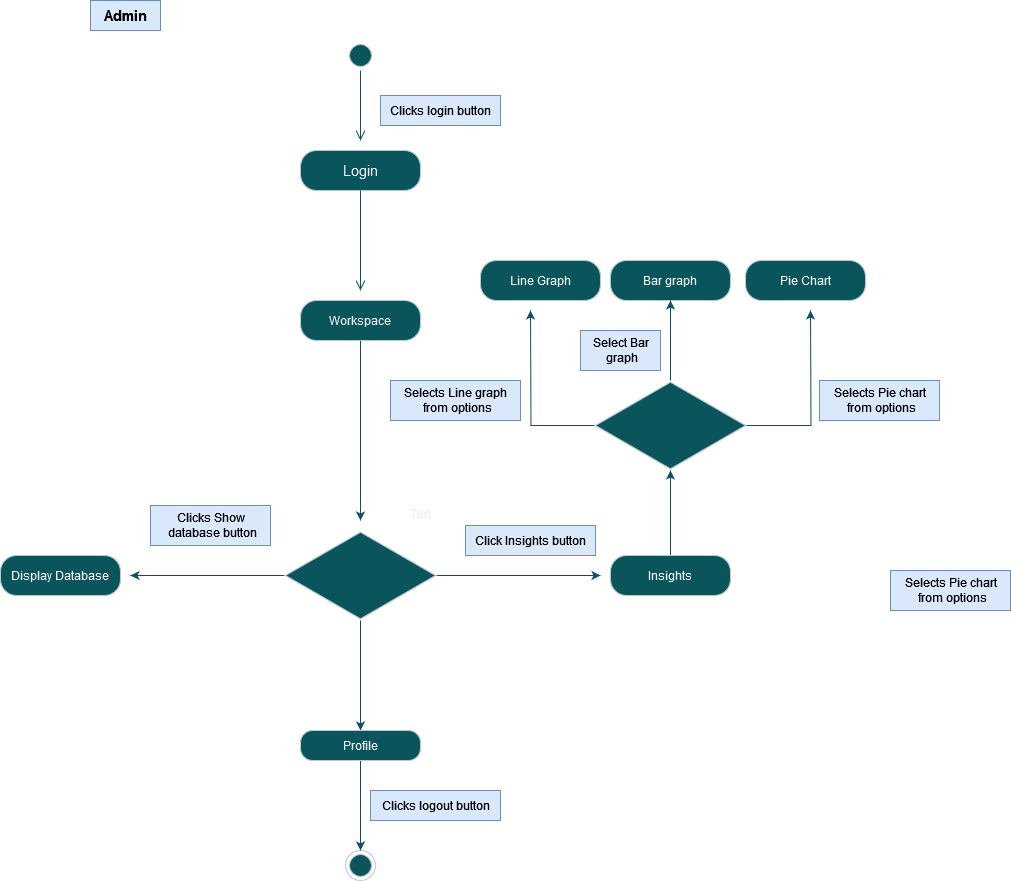 Admin
Clicks login button
Login
Line Graph
Bar graph
Pie Chart
Workspace
Select Bar
graph
Selects Line graph
from options
Selects Pie chart
from options
Clicks Show
database button
Text
Click Insights button
Display Database
Insights
Selects Pie chart
from options
Profile
Clicks logout button